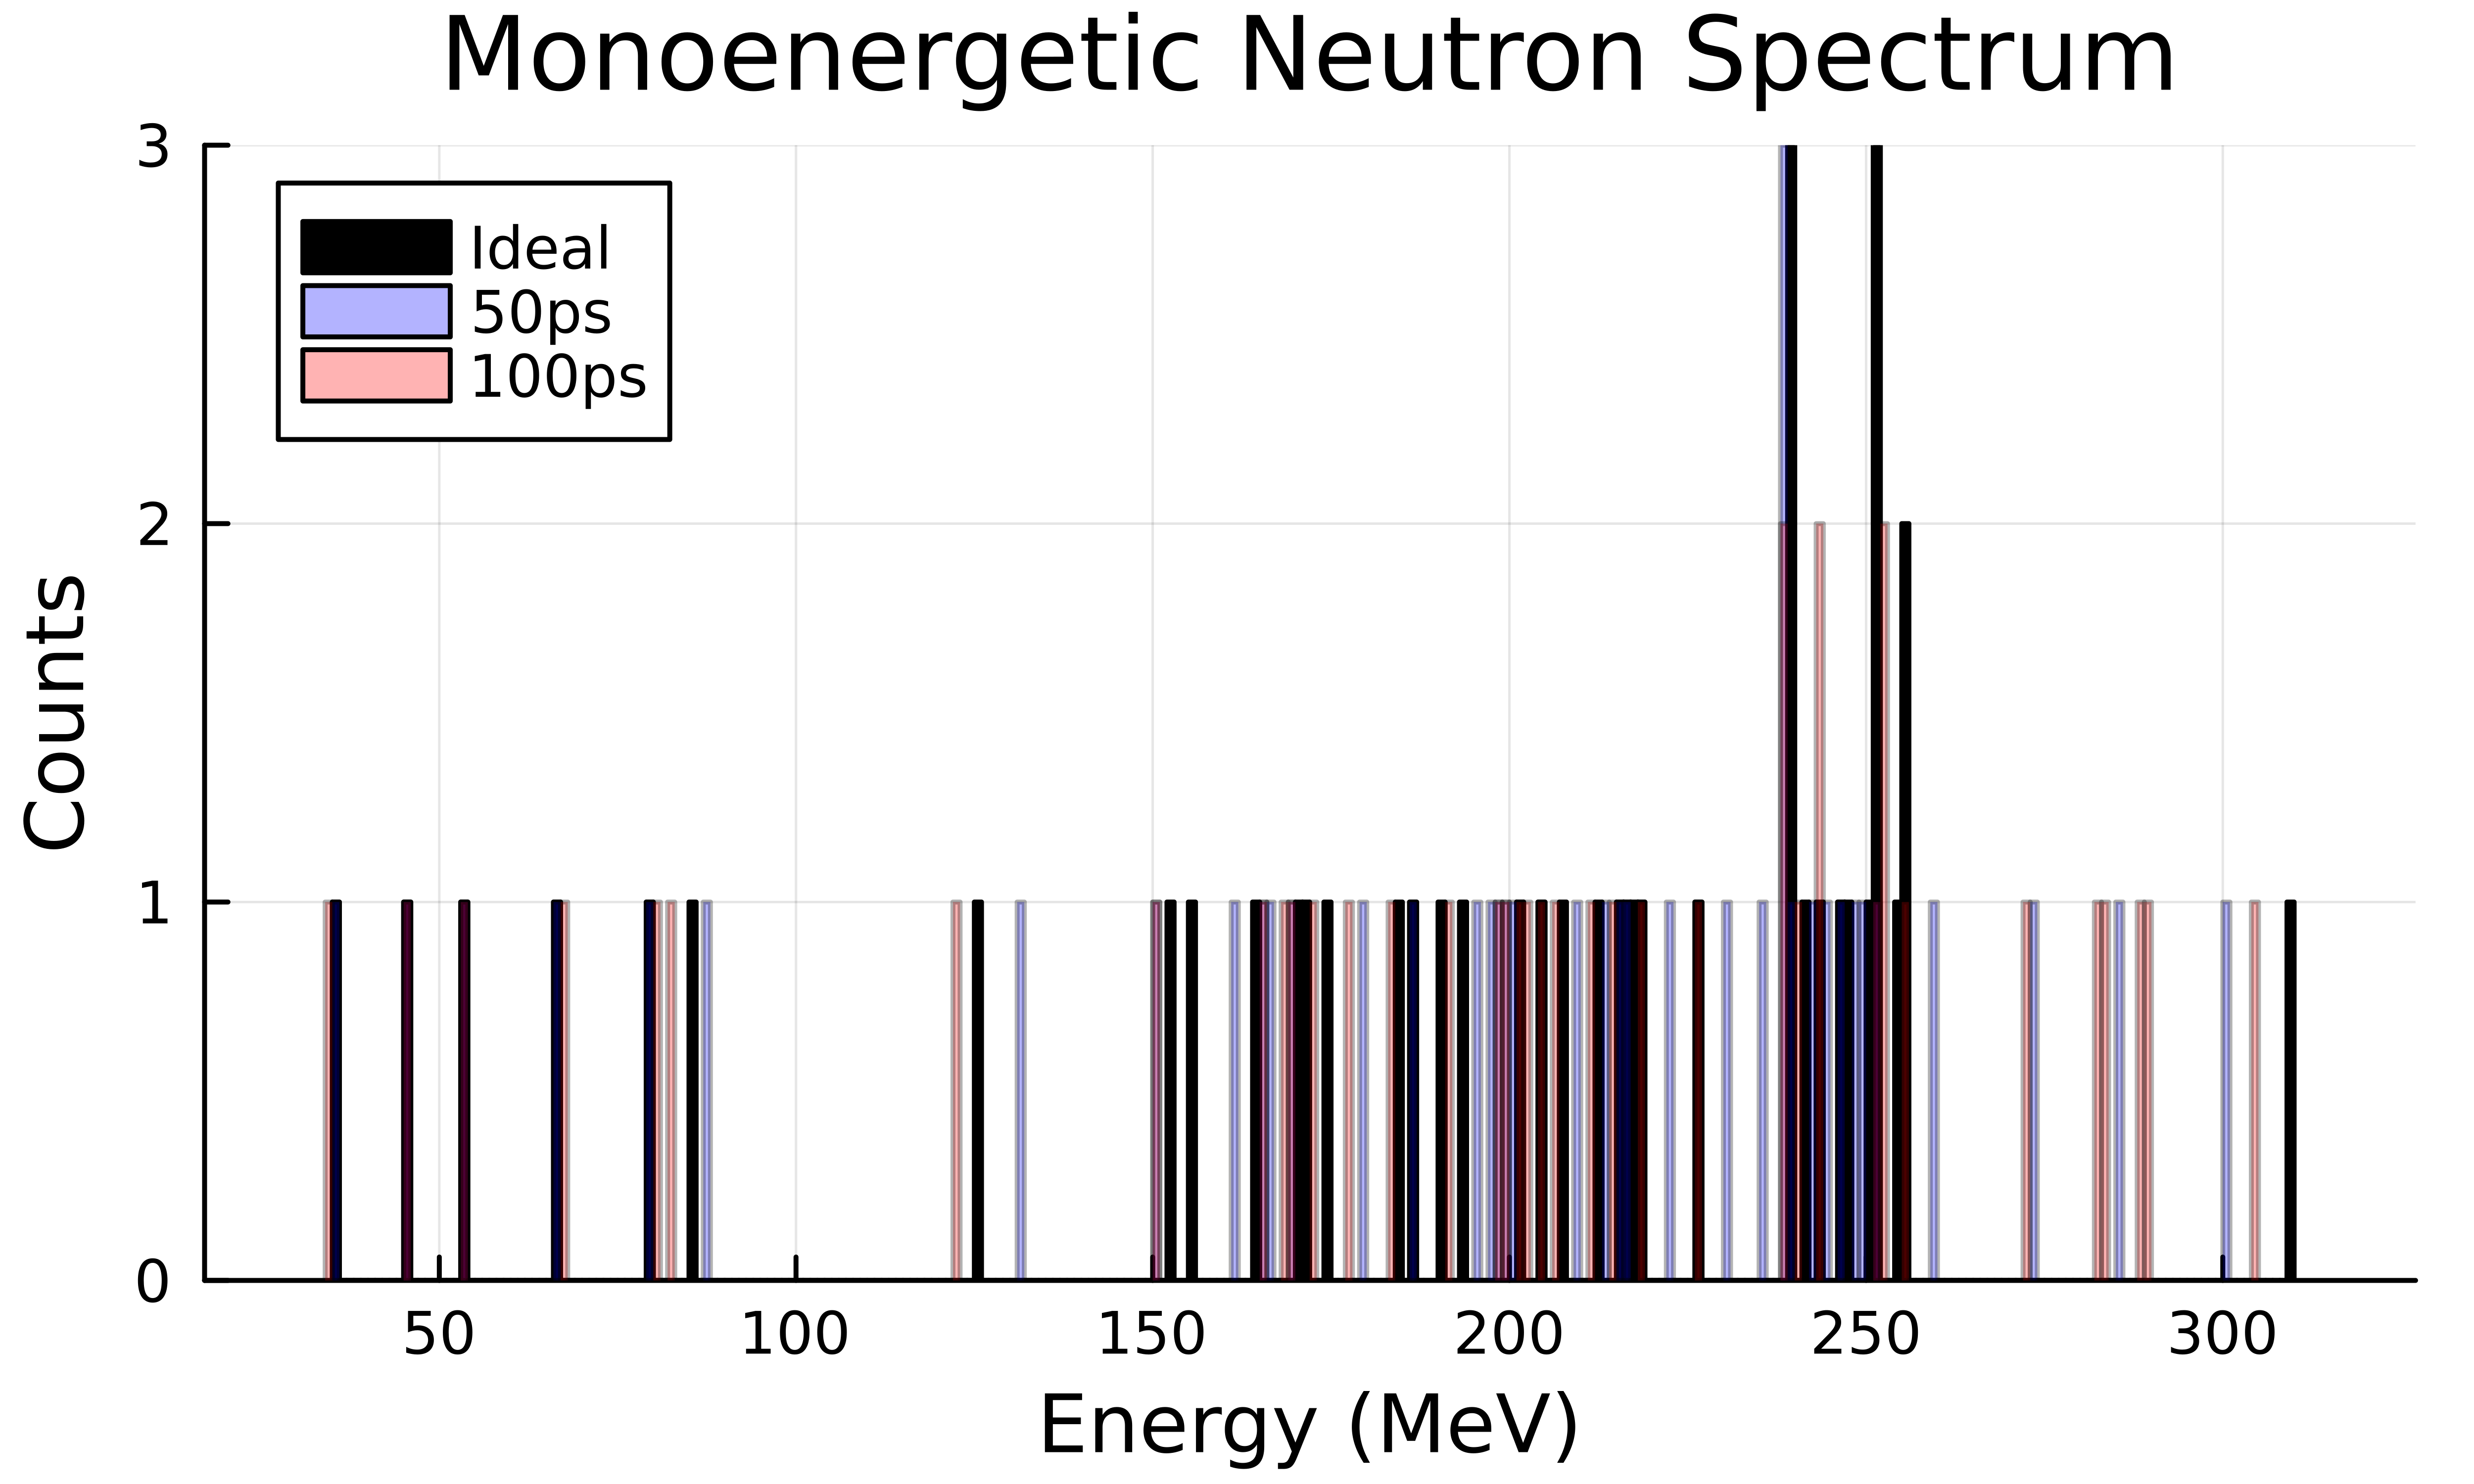 Monoenergetic Neutron Spectrum
3
Ideal
50ps
100ps
2
Counts
1
0
50 100 150 200 250 300
Energy (MeV)